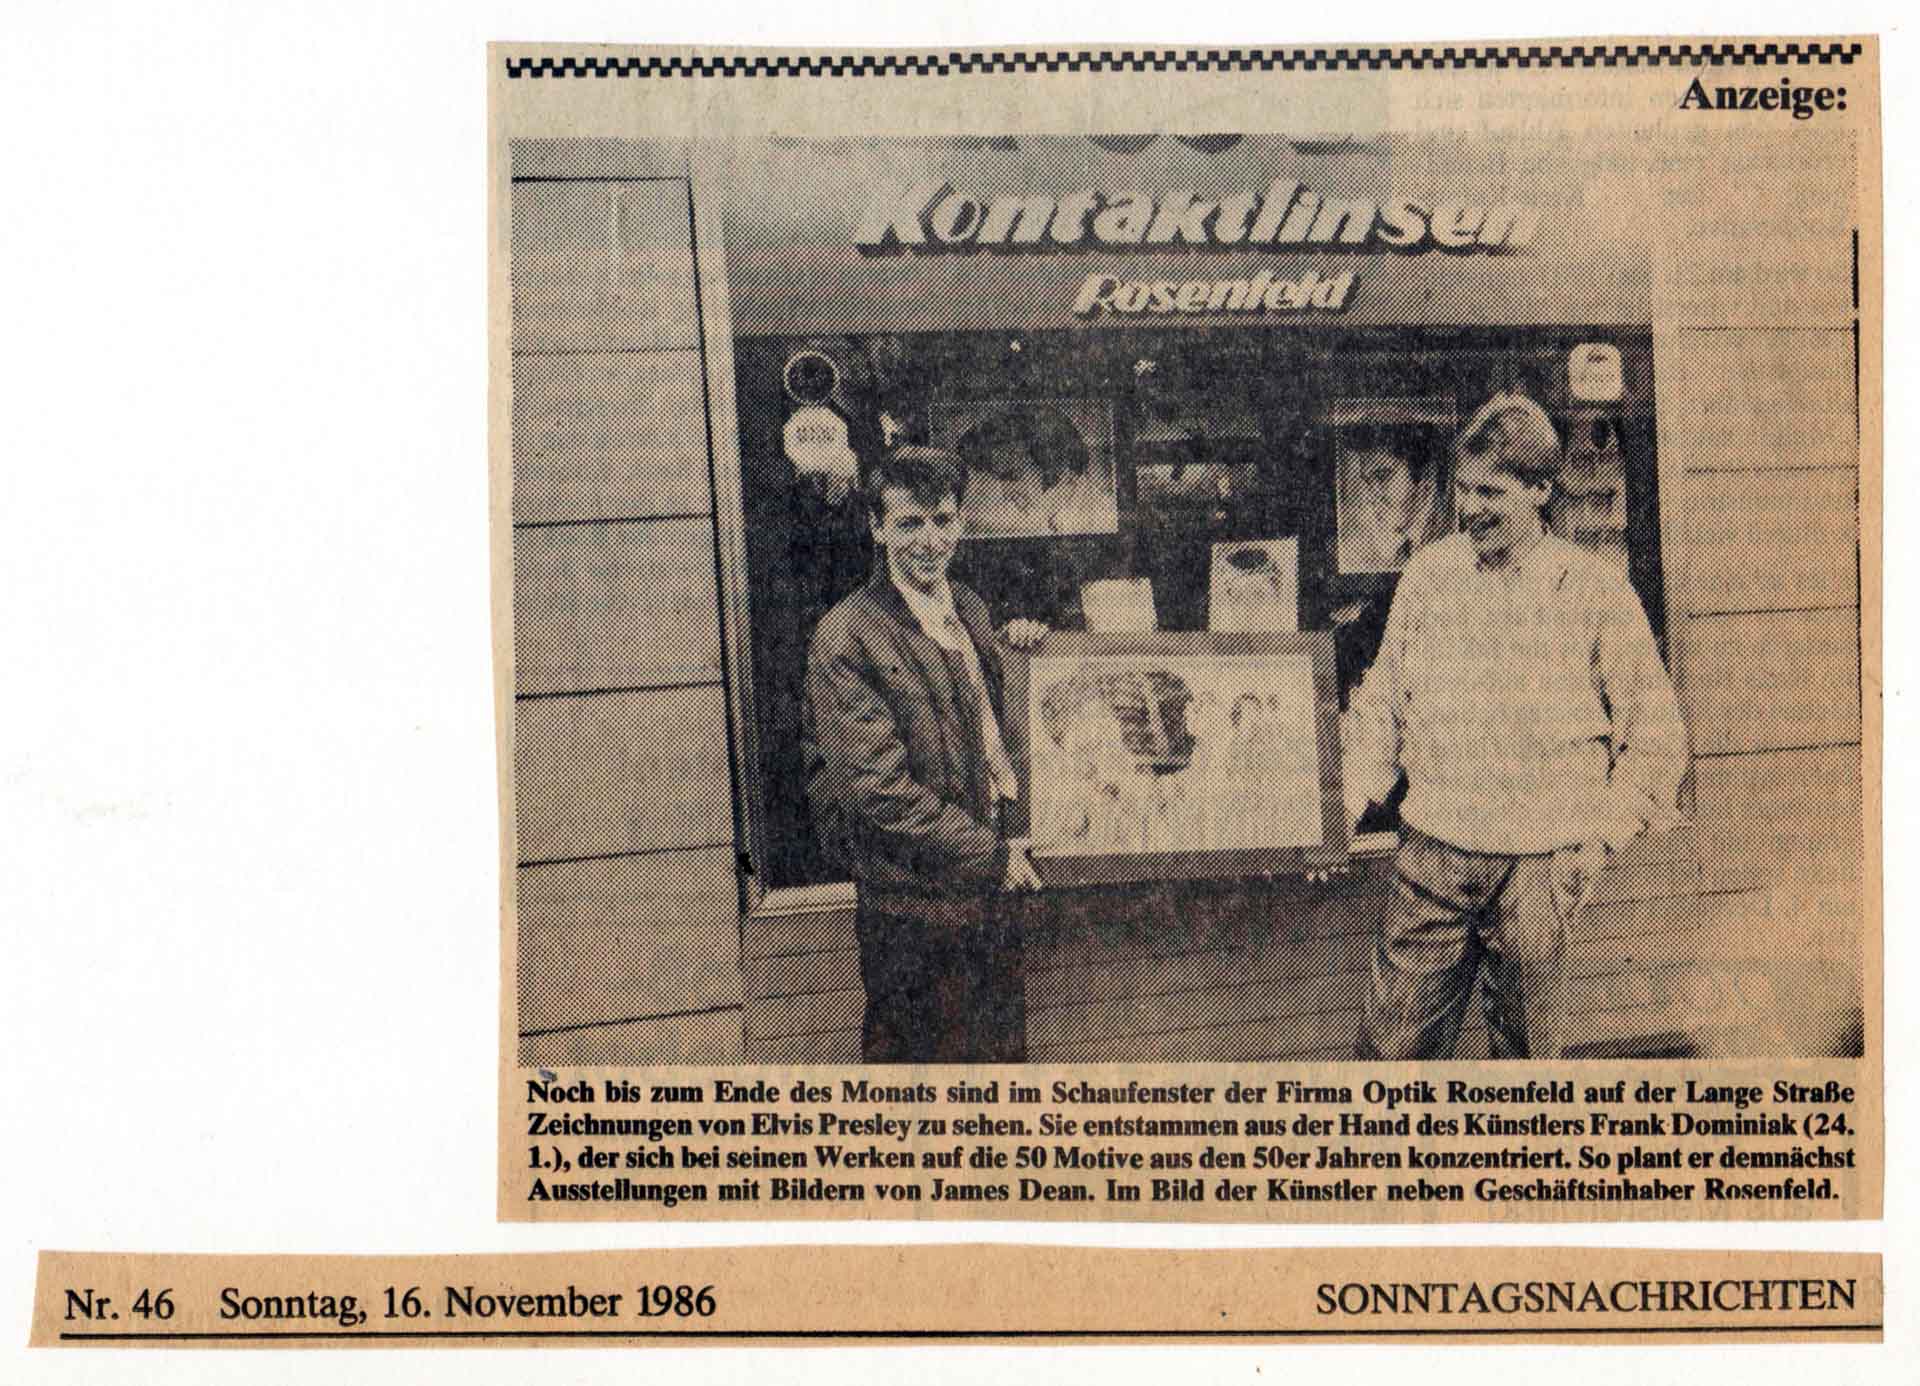 Anzeige:
Kontaktlinsen
Rosenfeld
Noch bis zum Ende des Monats sind im Schaufenster der Firma Optik Rosenfeld auf der Lange Straße
Zeichnungen von Elvis Presley zu sehen. Sie entstammen aus der Hand des Künstlers Frank Dominiak (24.
1.), der sich bei seinen Werken auf die 50 Motive aus den 50er Jahren konzentriert. So plant er demnächst
Ausstellungen mit Bildern von James Dean. Im Bild der Künstler neben Geschäftsinhaber Rosenfeld.
Nr. 46 Sonntag, 16. November 1986 SONNTAGSNACHRICHTEN